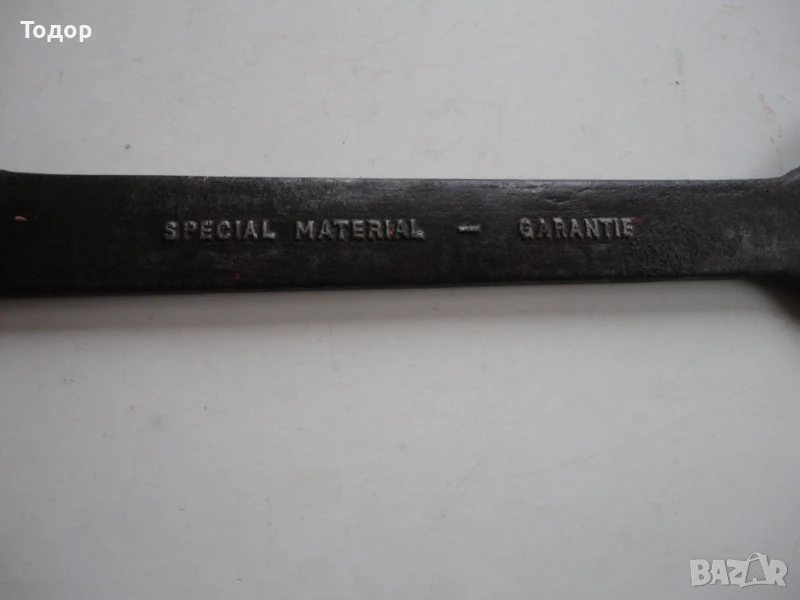 Тодор
SPECIAL MATERIAL - GARANTIE
BAZAR